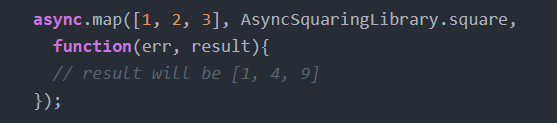 async.map([1, 2, 3], AsyncSquaringLibrary.square,
  function(err, result){
  // result will be [1, 4, 9]
});